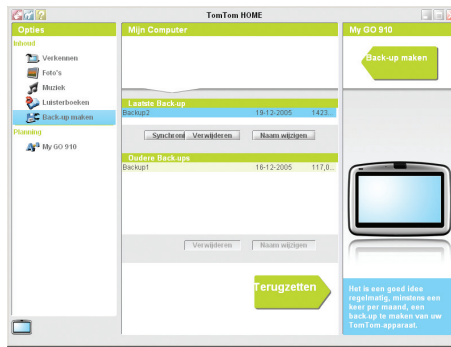 TomTom HOME
Opties
Inhoud
Verkennen
Foto's
Muziek
Luisterboeken
Back-up maken
Planning
My GO 910
Mijn Computer
Laatste Back-up
Backup2 19-12-2005 1423...
Synchroni Verwijderen Naam wijzigen
Oudere Back-ups
Backup1 16-12-2005 117,0...
Verwijderen Naam wijzigen
Terugzetten
My GO 910
Back-up maken
Het is een goed idee
regelmatig, minstens een
keer per maand, een
back-up te maken van uw
TomTom-apparaat.